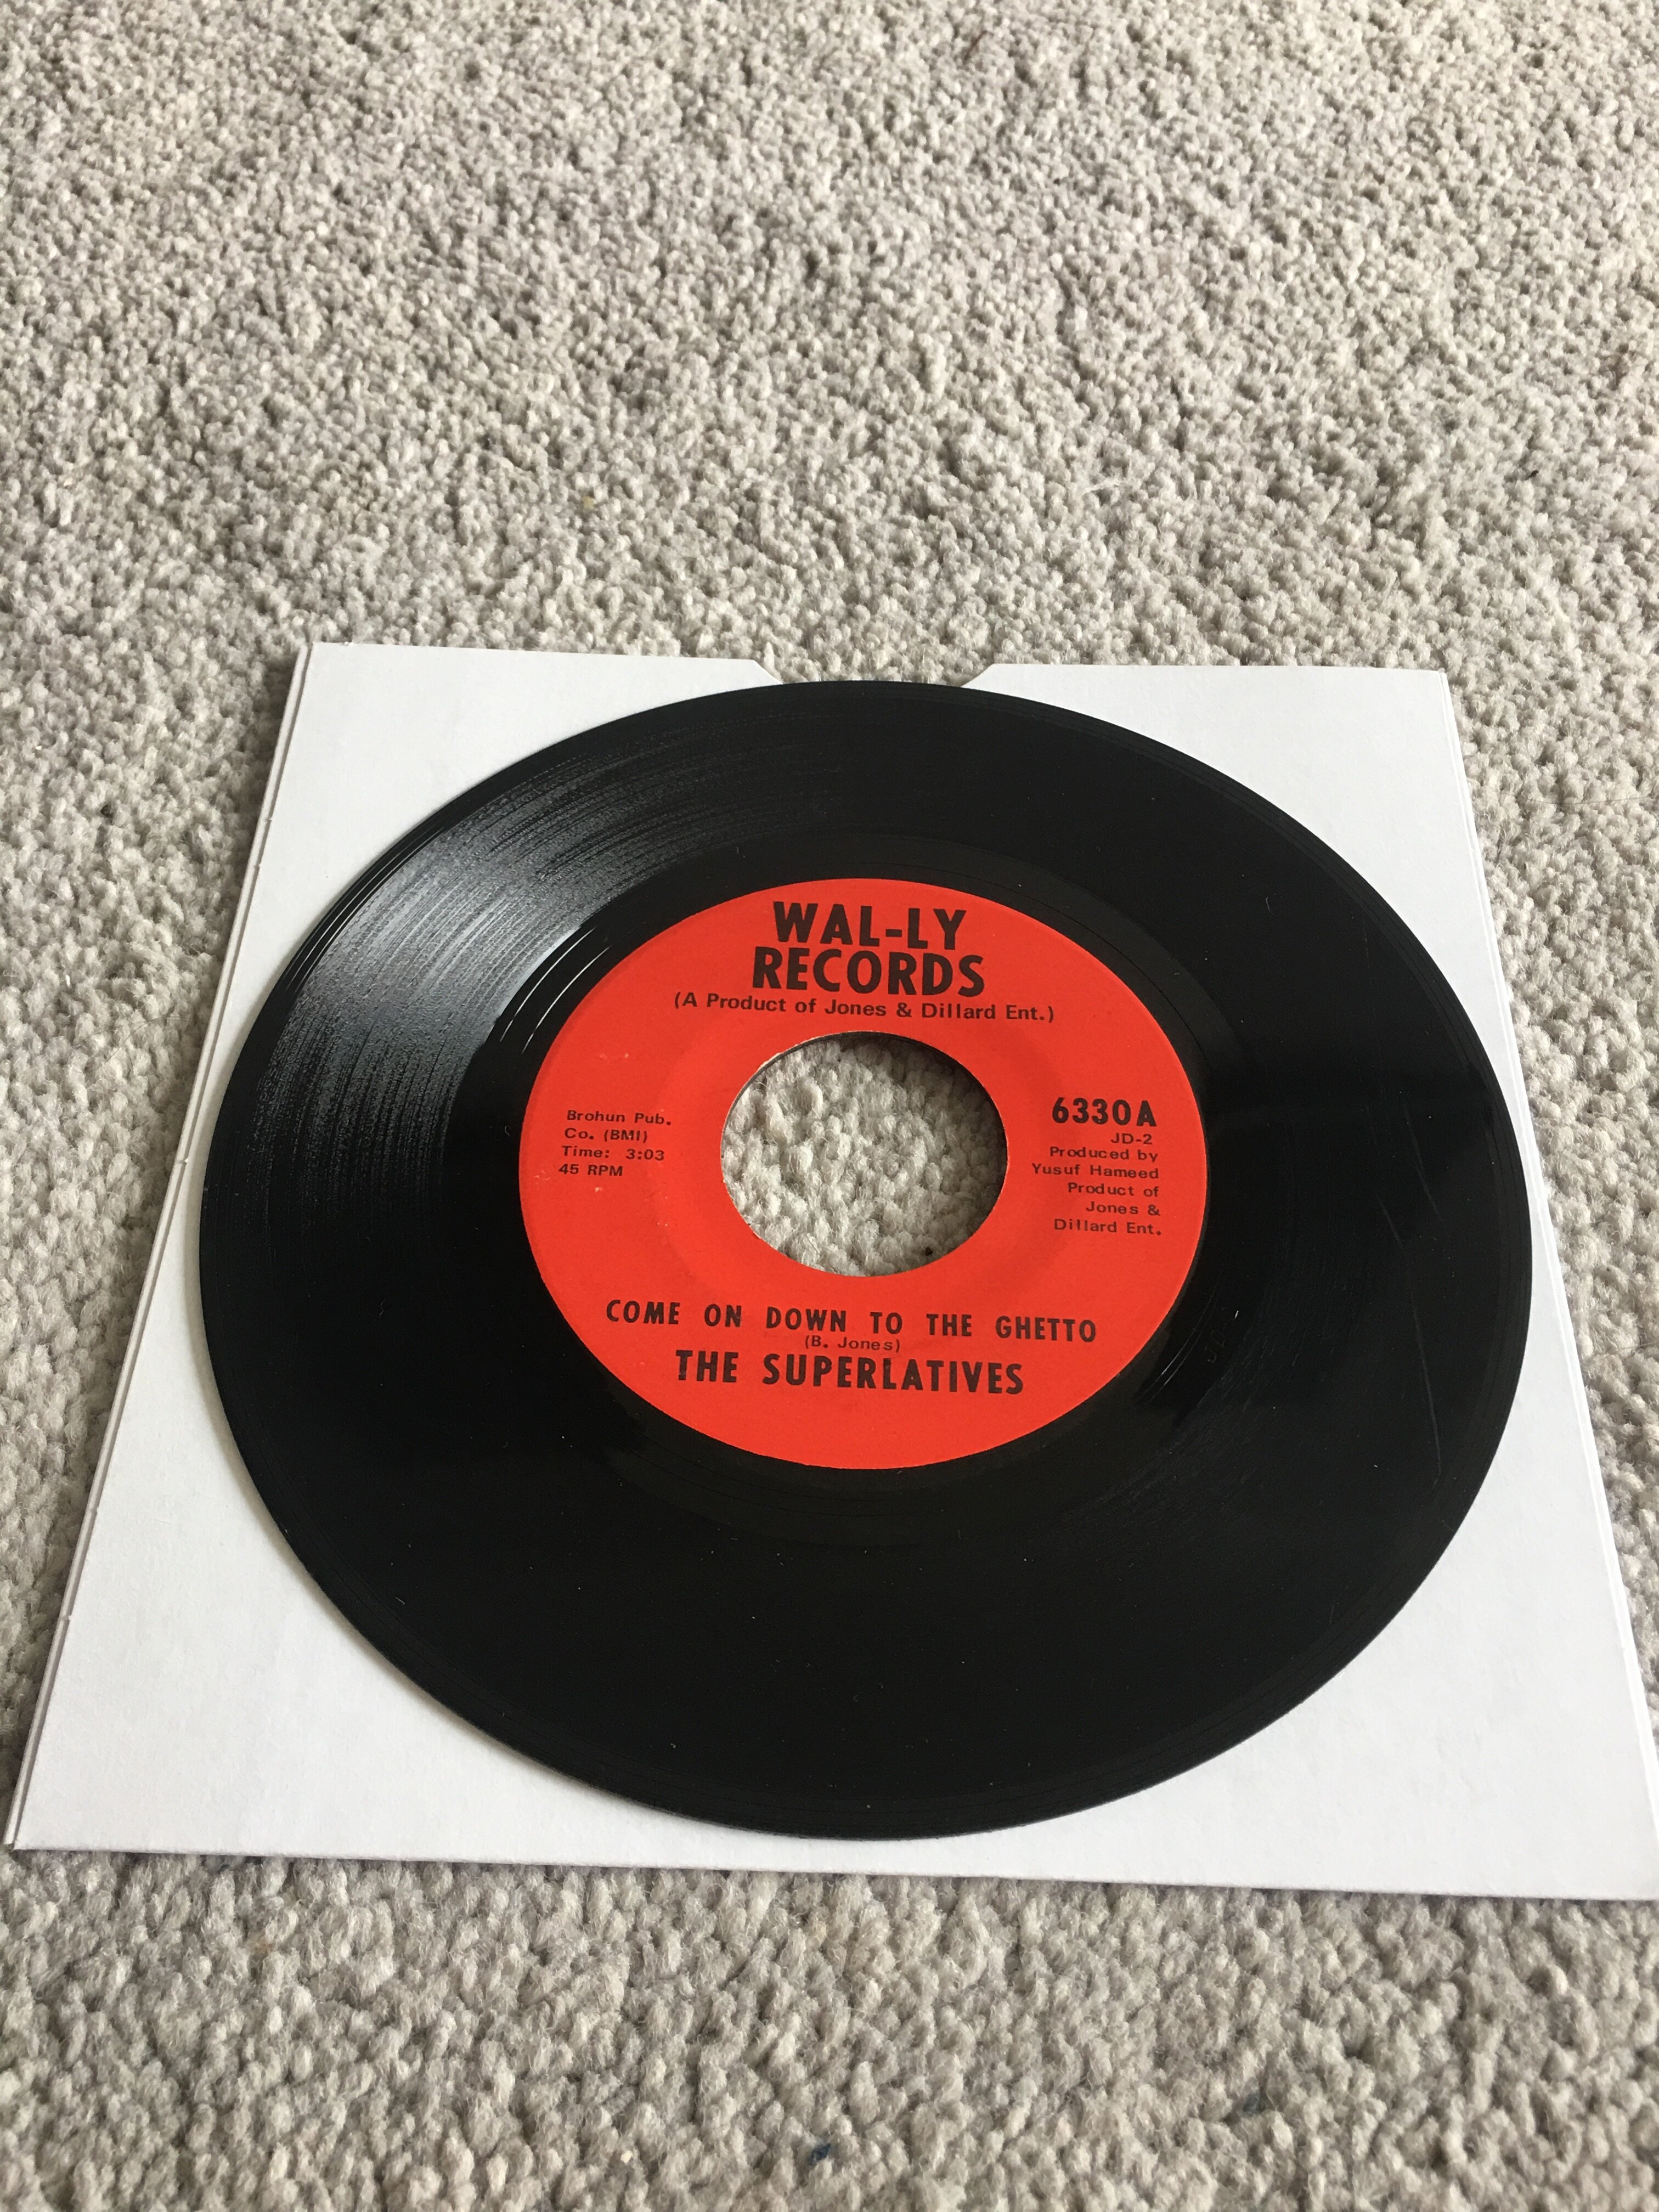 WAL-LY
RECORDS
(A Product of Jones & Dillard Ent.)
Brohun Pub.
Co. (BMI)
Time: 3:03
45 RPM
6330A
JD-2
Produced by
Yusuf Hameed
Product of
Jones &
Dillard Ent.
COME ON DOWN TO THE GHETTO
(B. Jones)
THE SUPERLATIVES